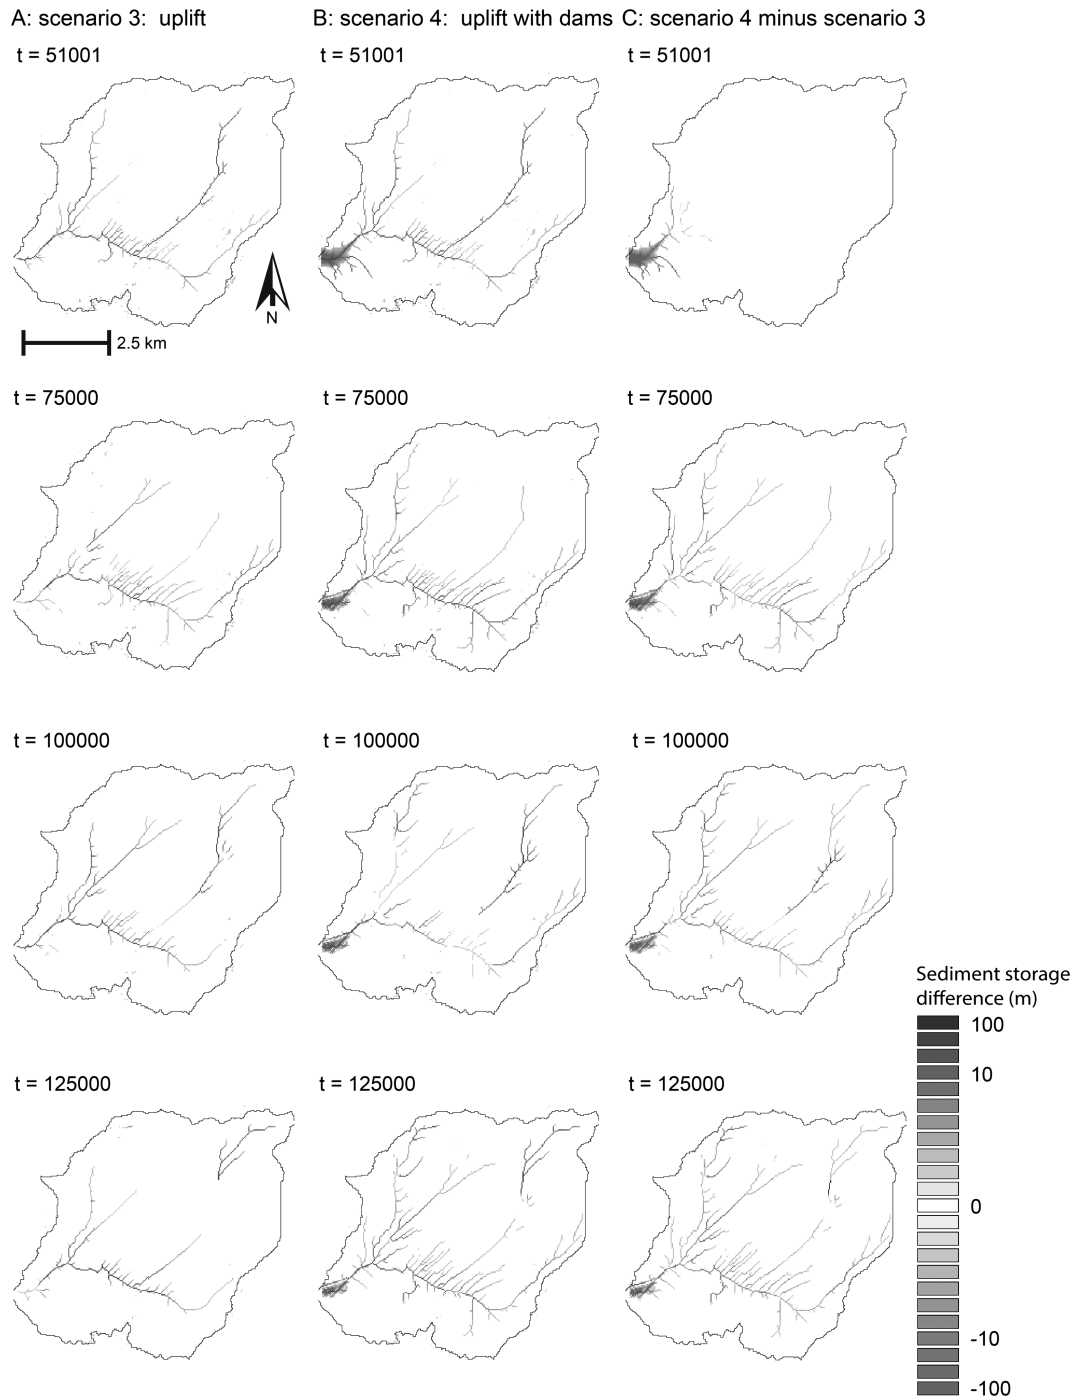 A: scenario 3: uplift
B: scenario 4: uplift with dams
C: scenario 4 minus scenario 3
t = 51001
t = 51001
t = 51001
N
2.5 km
t = 75000
t = 75000
t = 75000
t = 100000
t = 100000
t = 100000
Sediment storage
difference (m)
100
10
0
-10
-100
t = 125000
t = 125000
t = 125000